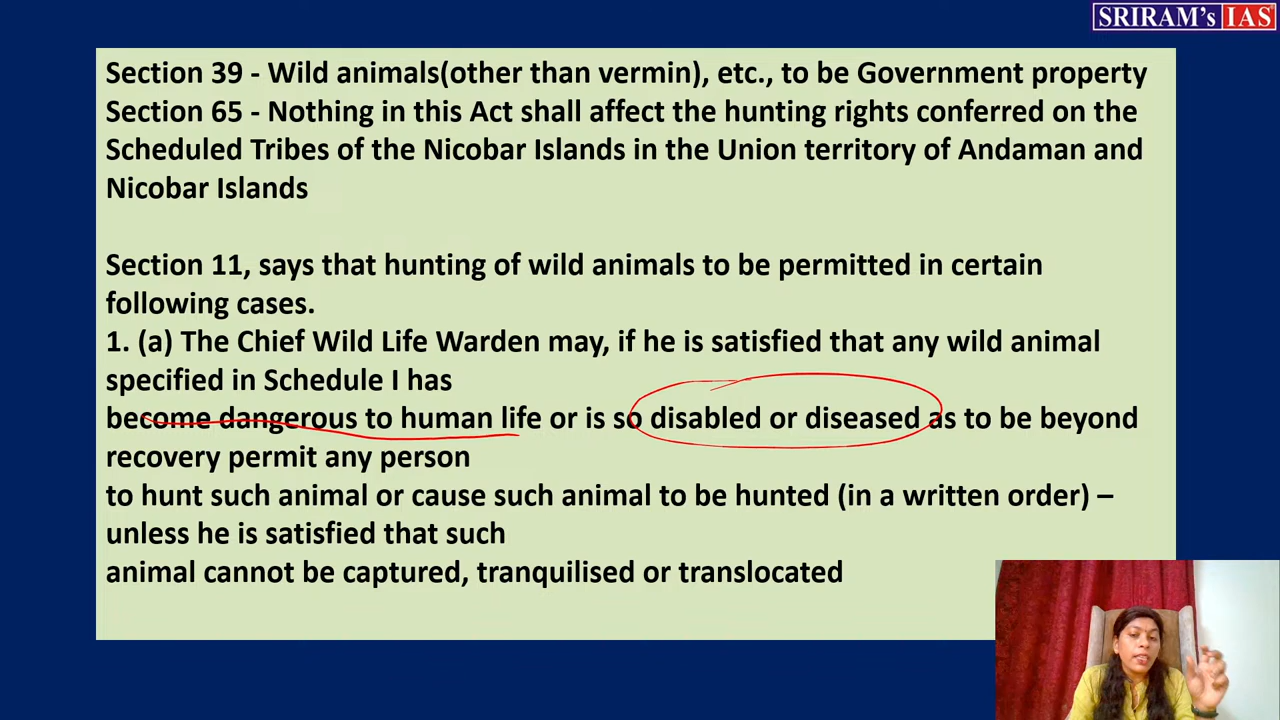 SRIRAM's IAS
Section 39 - Wild animals(other than vermin), etc., to be Government property
Section 65 - Nothing in this Act shall affect the hunting rights conferred on the
Scheduled Tribes of the Nicobar Islands in the Union territory of Andaman and
Nicobar Islands
Section 11, says that hunting of wild animals to be permitted in certain
following cases.
1. (a) The Chief Wild Life Warden may, if he is satisfied that any wild animal
specified in Schedule I has
become dangerous to human life or is so disabled or diseased as to be beyond
recovery permit any person
to hunt such animal or cause such animal to be hunted (in a written order) –
unless he is satisfied that such
animal cannot be captured, tranquilised or translocated